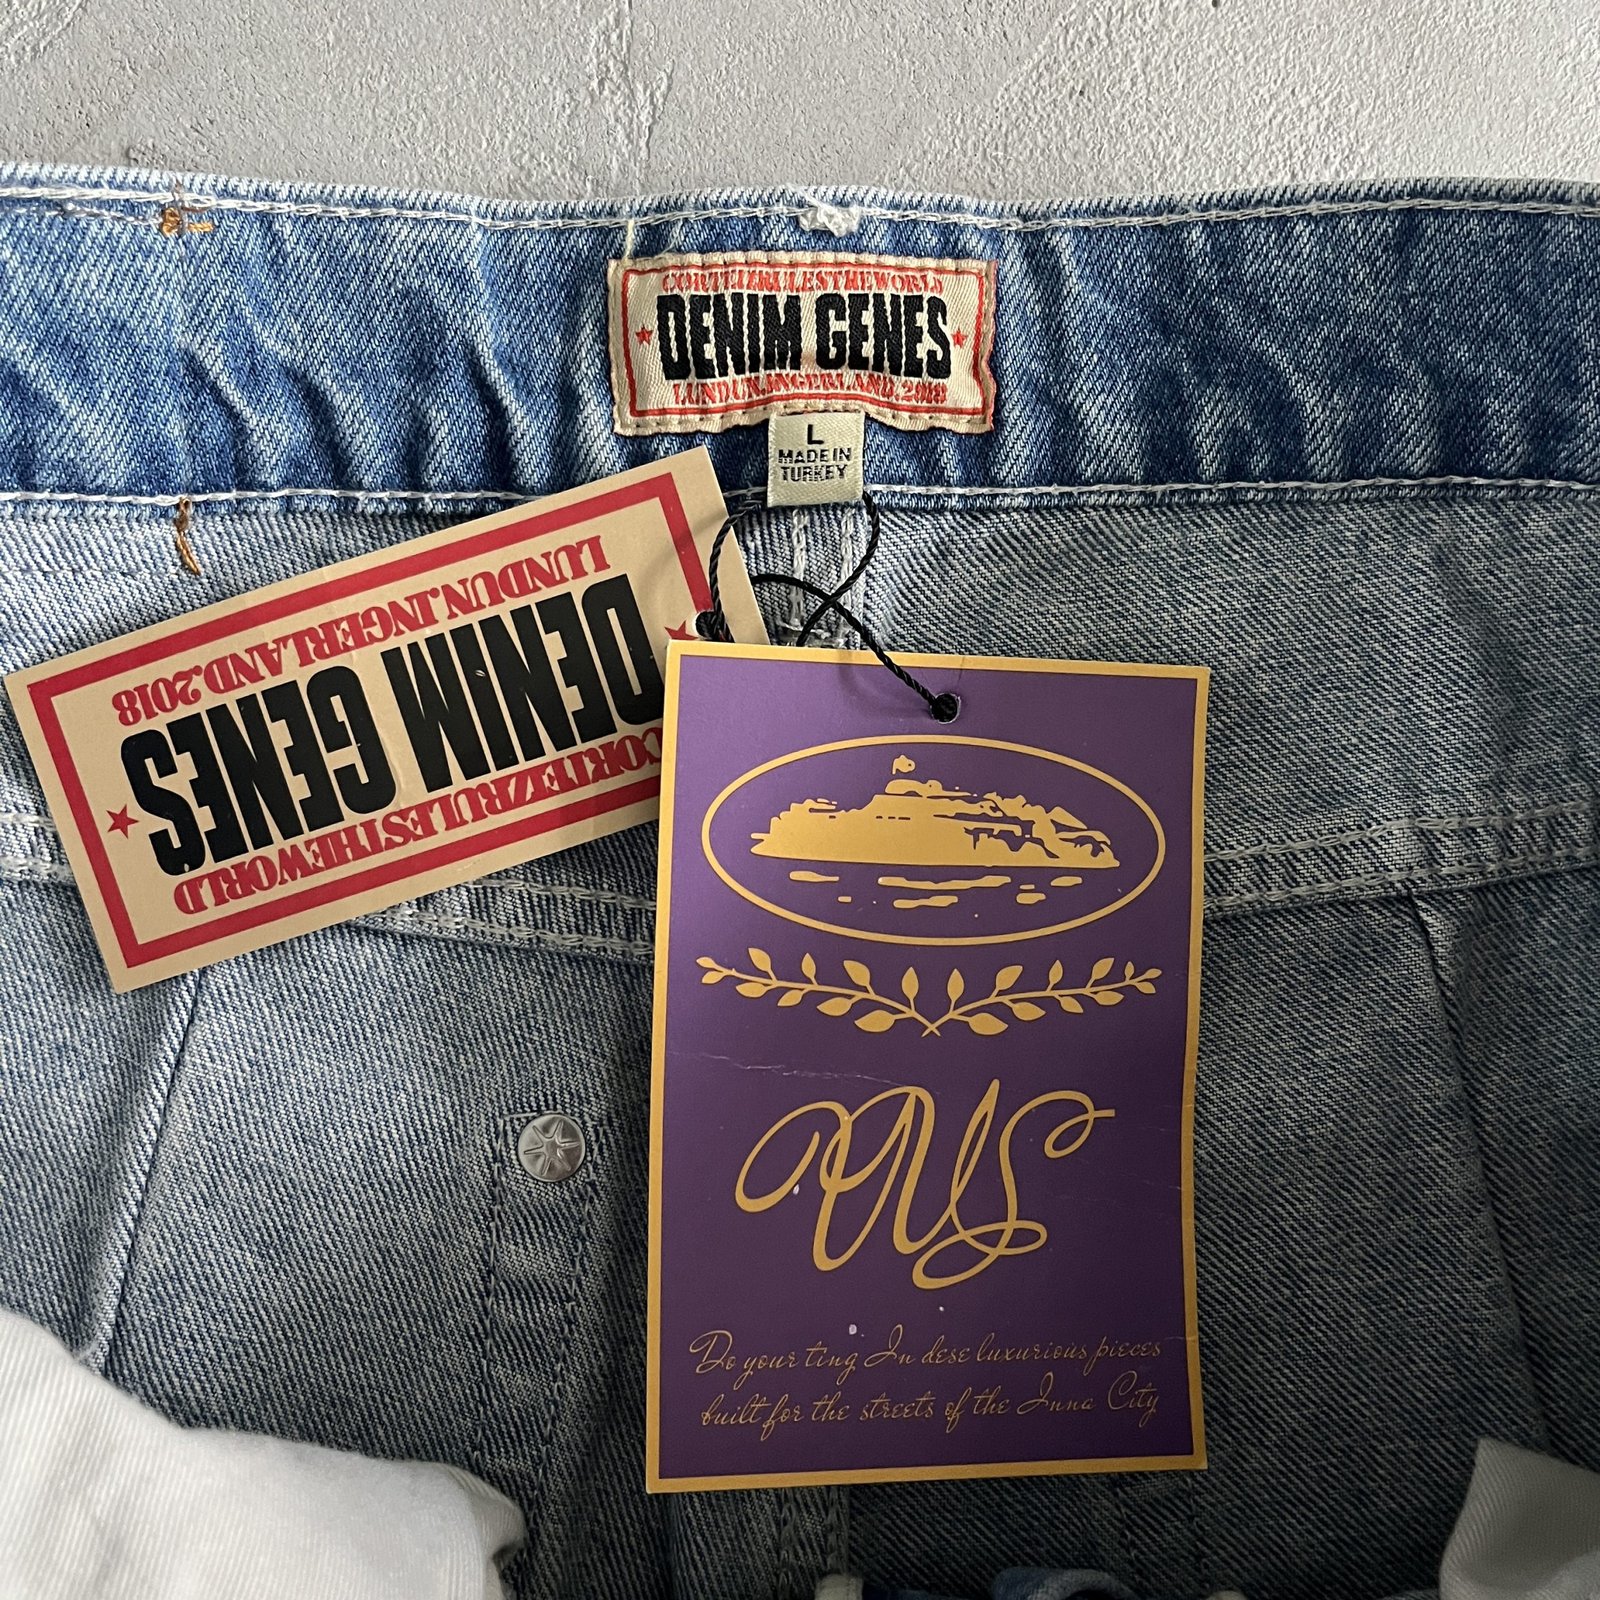 CORTEIZRULESTHEWORLD
DENIM GENES
LUNDUN.INGERLAND.2018
L
MADE IN
TURKEY
CORTEIZRULESTHEWORLD
DENIM GENES
LUNDUN.INGERLAND.2018
Do your ting In dese luxurious pieces
built for the streets of the Inna City